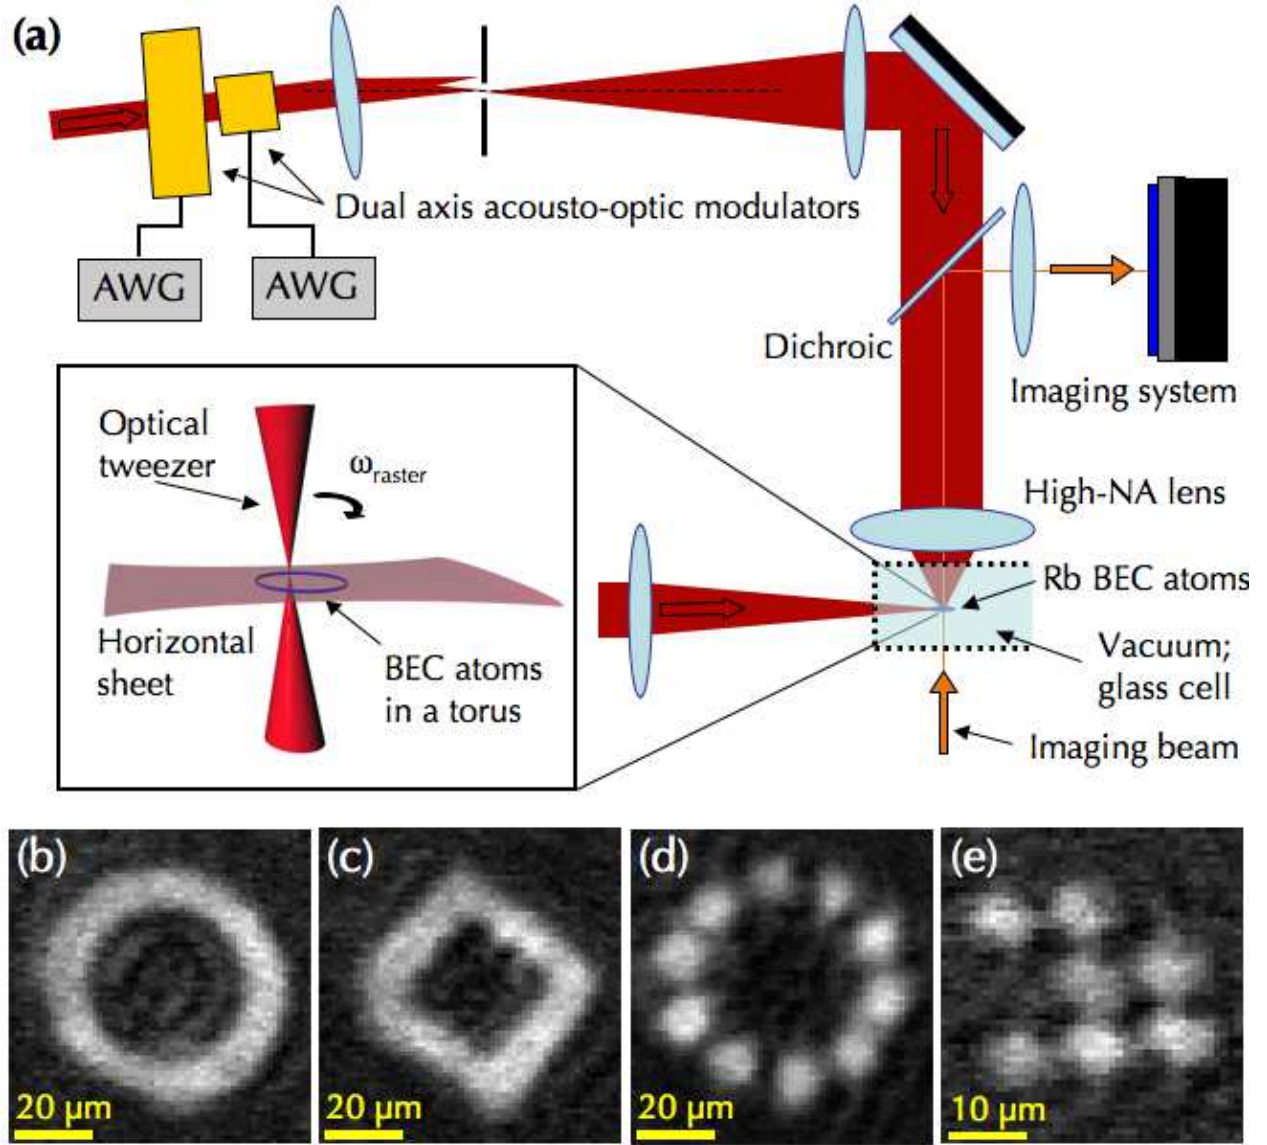 (a)
Dual axis acousto-optic modulators
AWG
AWG
Dichroic
Imaging system
Optical
tweezer
ωraster
High-NA lens
Rb BEC atoms
Horizontal
sheet
BEC atoms
in a torus
Vacuum;
glass cell
Imaging beam
(b)
(c)
(d)
(e)
20 μm
20 μm
20 μm
10 μm